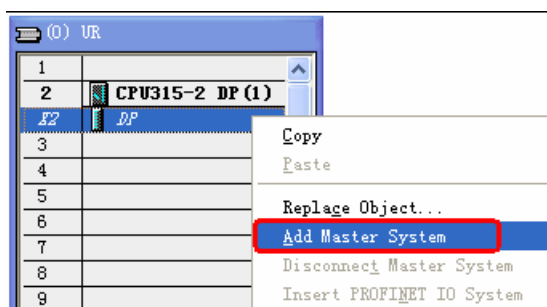 (0) UR
1
2 CPU315-2 DP(1)
E2 DP
3
4
5
6
7
8
9
Copy
Paste
Replace Object...
Add Master System
Disconnect Master System
Insert PROFINET IO System